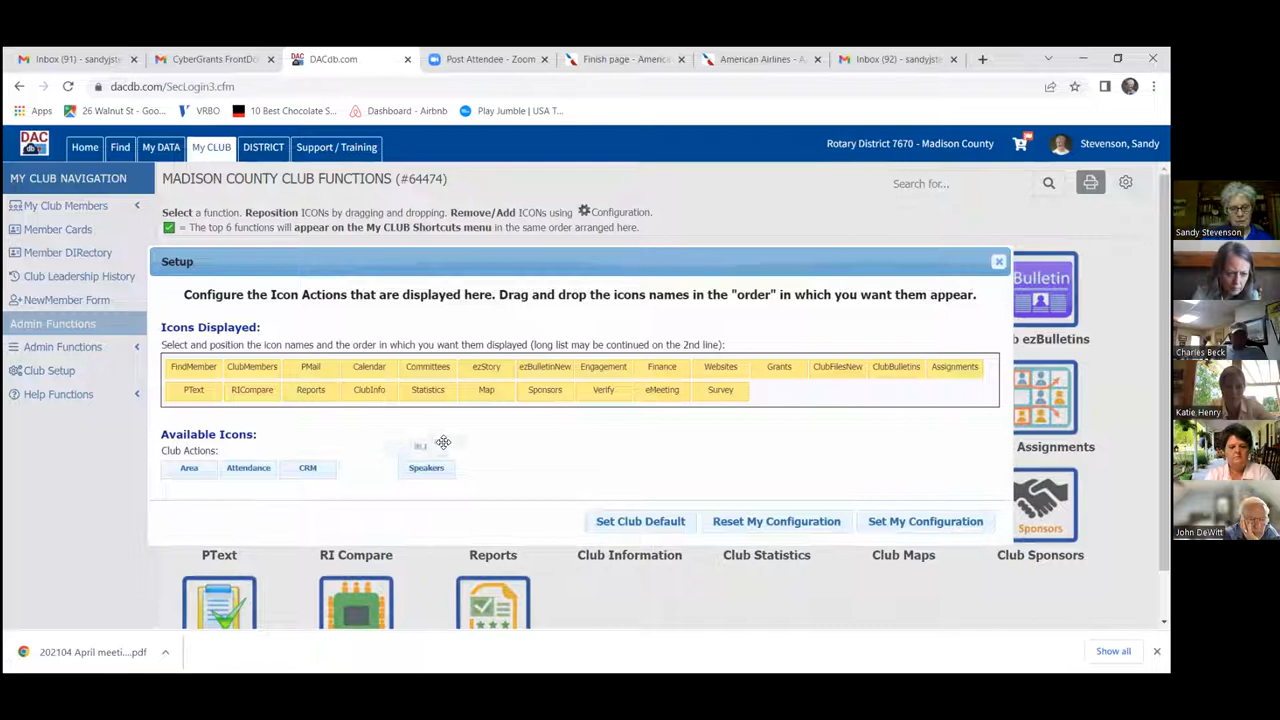 Inbox (91) - sandyjste
CyberGrants FrontDo
DACdb.com
Post Attendee - Zoom
Finish page - Americ
American Airlines - Ap
Inbox (92) - sandyjste
dacdb.com/SecLogin3.cfm
Apps
26 Walnut St - Goo...
VRBO
10 Best Chocolate S...
Dashboard - Airbnb
Play Jumble | USA T...
DAC
db
Home
Find
My DATA
My CLUB
DISTRICT
Support / Training
Rotary District 7670 - Madison County
Stevenson, Sandy
MY CLUB NAVIGATION
My Club Members
Member Cards
Member DIRectory
Club Leadership History
NewMember Form
Admin Functions
Admin Functions
Club Setup
Help Functions
MADISON COUNTY CLUB FUNCTIONS (#64474)
Search for...
Select a function. Reposition ICONs by dragging and dropping. Remove/Add ICONs using Configuration.
= The top 6 functions will appear on the My CLUB Shortcuts menu in the same order arranged here.
Setup
Configure the Icon Actions that are displayed here. Drag and drop the icons names in the "order" in which you want them appear.
Icons Displayed:
Select and position the icon names and the order in which you want them displayed (long list may be continued on the 2nd line):
FindMember ClubMembers PMail Calendar Committees ezStory ezBulletinNew Engagement Finance Websites Grants ClubFilesNew ClubBulletins Assignments
PText RICompare Reports ClubInfo Statistics Map Sponsors Verify eMeeting Survey
Available Icons:
Club Actions:
Area Attendance CRM Speakers
Set Club Default
Reset My Configuration
Set My Configuration
Bulletin
ezBulletins
Assignments
Sponsors
PText
RI Compare
Reports
Club Information
Club Statistics
Club Maps
Club Sponsors
202104 April meeti....pdf
Show all
Sandy Stevenson
Charles Beck
Katie Henry
John DeWitt